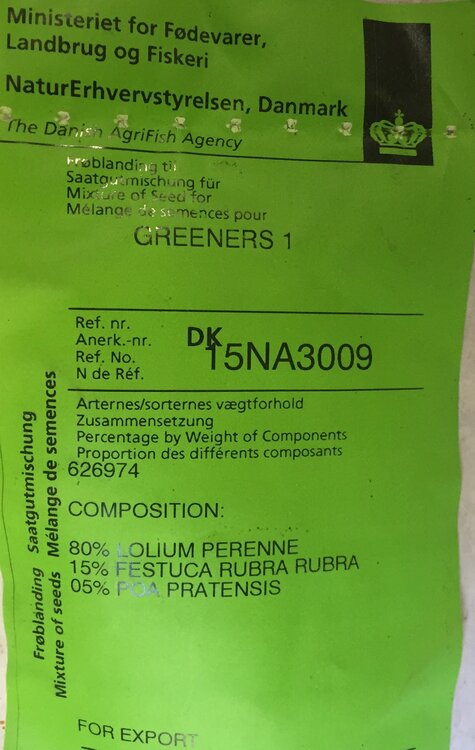 Ministeriet for Fødevarer,
Landbrug og Fiskeri
NaturErhvervstyrelsen, Danmark
The Danish AgriFish Agency
Frøblanding til
Saatgutmischung für
Mixture of Seed for
Mélange de semences pour
GREENERS 1
Ref. nr.
Anerk.-nr.
Ref. No.
N de Réf.
DK 15NA3009
Arternes/sorternes vægtforhold
Zusammensetzung
Percentage by Weight of Components
Proportion des différents composants
626974
COMPOSITION:
80% LOLIUM PERENNE
15% FESTUCA RUBRA RUBRA
05% POA PRATENSIS
FOR EXPORT
Frøblanding Saatgutmischung
Mixture of seeds Mélange de semences